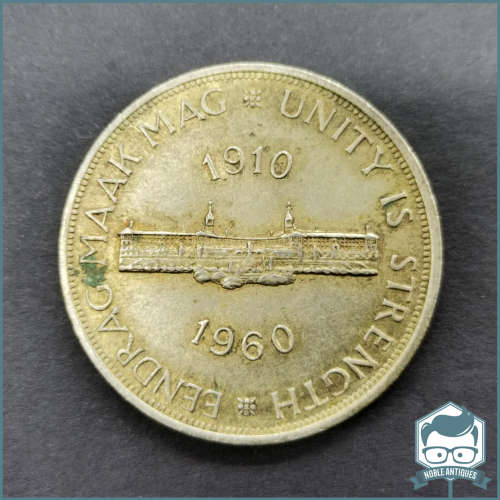 EENDRAG MAAK MAG * UNITY IS STRENGTH *
1910
1960
NOBLE ANTIQUES